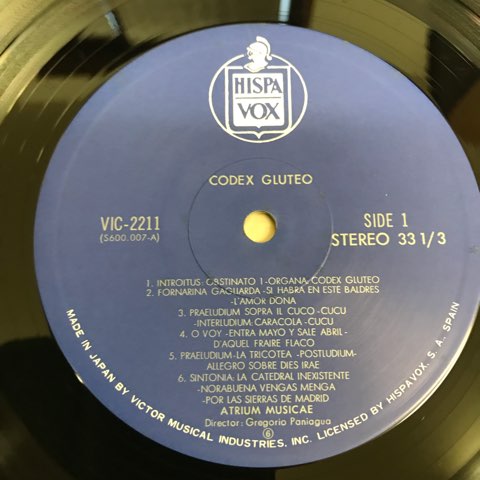 HISPA
VOX
CODEX GLUTEO
VIC-2211
(S600.007-A)
SIDE 1
STEREO 33 1/3
1. INTROITUS OBSTINATO 1-ORGANA CODEX GLUTEO
2. FORNARINA GAGLIARDA-SI HABRA EN ESTE BALDRES
-L'AMOR DONA
3. PRAELUDIUM SOPRA IL CUCO-CUCU
-INTERLUDIUM CARACOLA-CUCU
4. O VOY-ENTRA MAYO Y SALE ABRIL-
D'AQUEL FRAIRE FLACO
5. PRAELUDIUM-LA TRICOTEA-POSTLUDIUM-
ALLEGRO SOBRE DIES IRAE
6. SINTONIA: LA CATEDRAL INEXISTENTE
-NORABUENA VENGAS MENGA
-POR LAS SIERRAS DE MADRID
ATRIUM MUSICAE
Director: Gregorio Paniagua
6
MADE IN JAPAN BY VICTOR MUSICAL INDUSTRIES, INC. LICENSED BY HISPAVOX, S. A., SPAIN